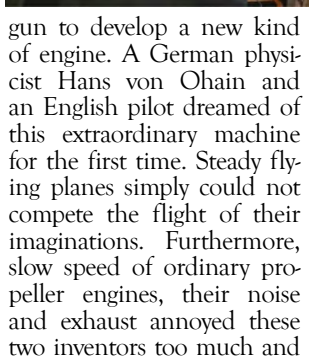 gun to develop a new kind
of engine. A German physi-
cist Hans von Ohain and
an English pilot dreamed of
this extraordinary machine
for the first time. Steady fly-
ing planes simply could not
compete the flight of their
imaginations. Furthermore,
slow speed of ordinary pro-
peller engines, their noise
and exhaust annoyed these
two inventors too much and